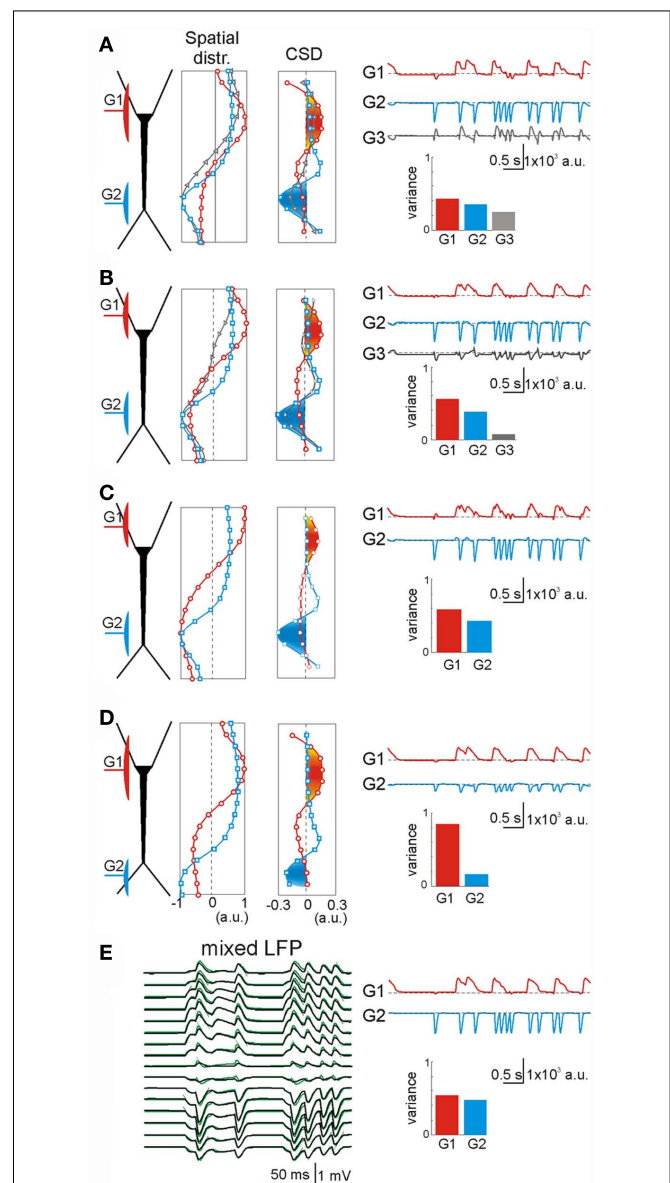 A
Spatial distr.
CSD
G1
G2
G1
G2
G3
0.5 s 1x10³ a.u.
variance
1
0
G1 G2 G3
B
G1
G2
G1
G2
G3
0.5 s 1x10³ a.u.
variance
1
0
G1 G2 G3
C
G1
G2
G1
G2
0.5 s 1x10³ a.u.
variance
1
0
G1 G2
D
G1
G2
-1 0 1
(a.u.)
-0.3 0.3
(a.u.)
G1
G2
0.5 s 1x10³ a.u.
variance
1
0
G1 G2
E
mixed LFP
50 ms 1 mV
G1
G2
0.5 s 1x10³ a.u.
variance
1
0
G1 G2